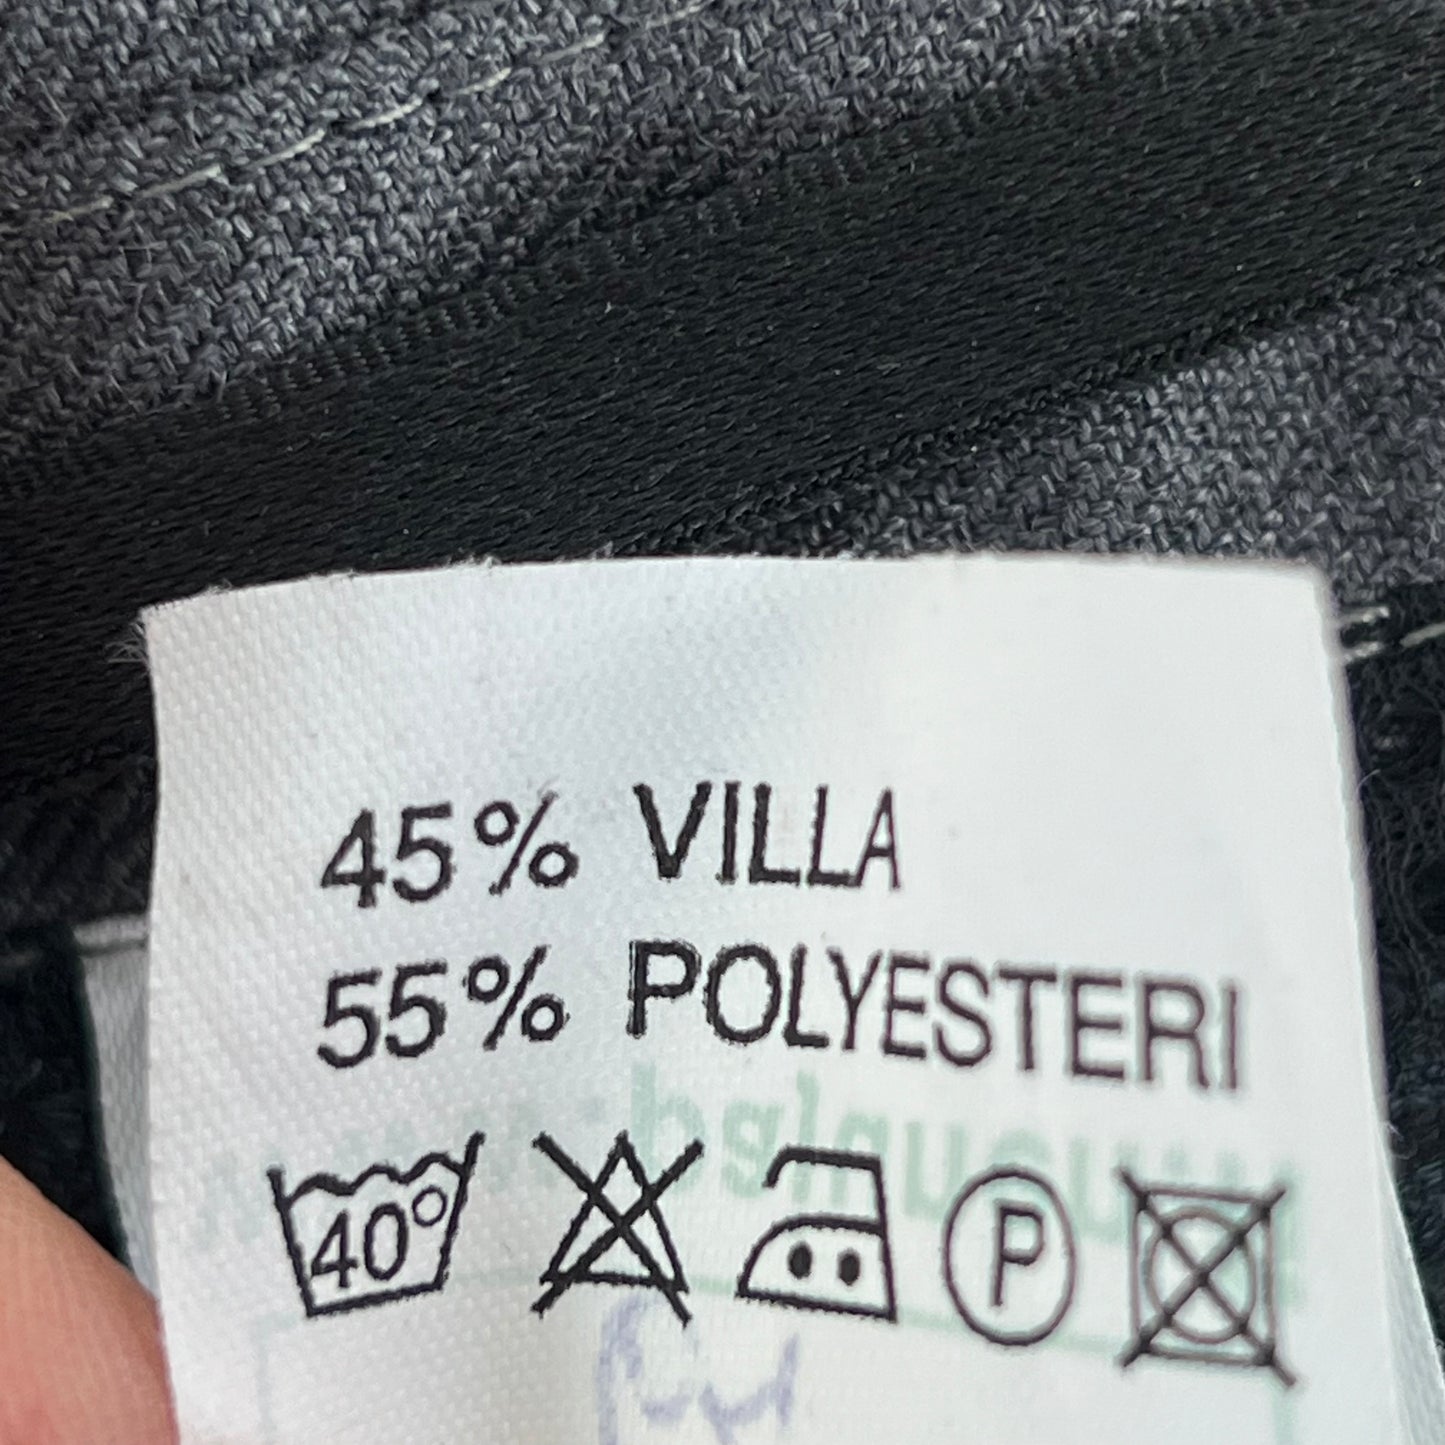 45% VILLA
55% POLYESTERI
40° P